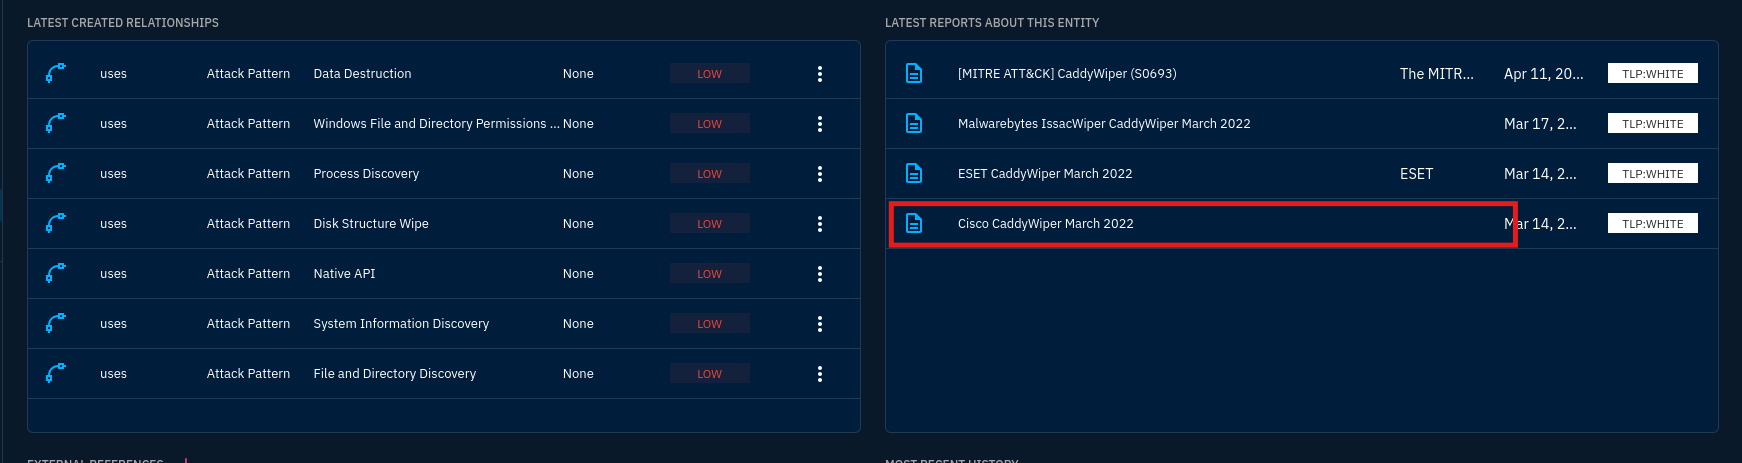 LATEST CREATED RELATIONSHIPS
uses Attack Pattern Data Destruction None LOW
uses Attack Pattern Windows File and Directory Permissions ... None LOW
uses Attack Pattern Process Discovery None LOW
uses Attack Pattern Disk Structure Wipe None LOW
uses Attack Pattern Native API None LOW
uses Attack Pattern System Information Discovery None LOW
uses Attack Pattern File and Directory Discovery None LOW
EXTERNAL REFERENCES
LATEST REPORTS ABOUT THIS ENTITY
[MITRE ATT&CK] CaddyWiper (S0693) The MITR... Apr 11, 20... TLP:WHITE
Malwarebytes IssacWiper CaddyWiper March 2022 Mar 17, 2... TLP:WHITE
ESET CaddyWiper March 2022 ESET Mar 14, 2... TLP:WHITE
Cisco CaddyWiper March 2022 Mar 14, 2... TLP:WHITE
MOST RECENT HISTORY